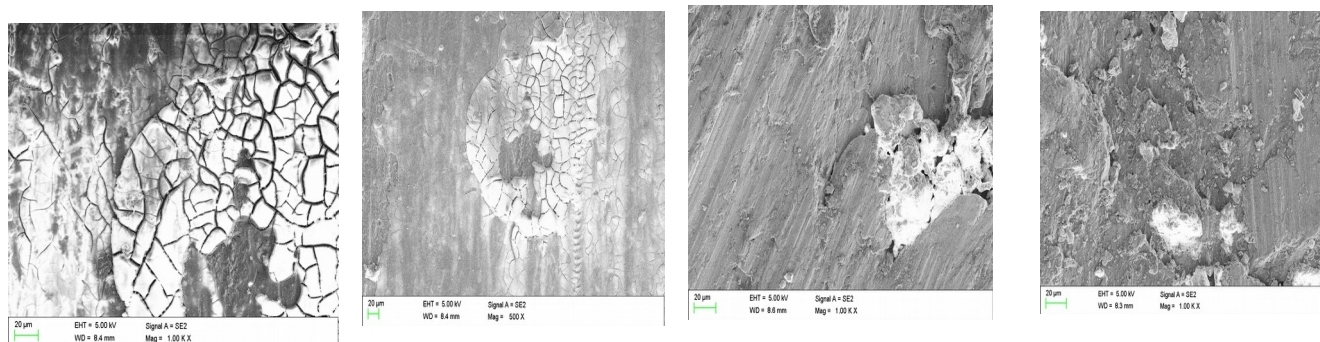 20 µm EHT = 5.00 kV Signal A = SE2
WD = 8.4 mm Mag = 1.00 K X
20 µm EHT = 5.00 kV Signal A = SE2
WD = 8.4 mm Mag = 500 X
20 µm EHT = 5.00 kV Signal A = SE2
WD = 8.6 mm Mag = 1.00 K X
20 µm EHT = 5.00 kV Signal A = SE2
WD = 8.3 mm Mag = 1.00 K X